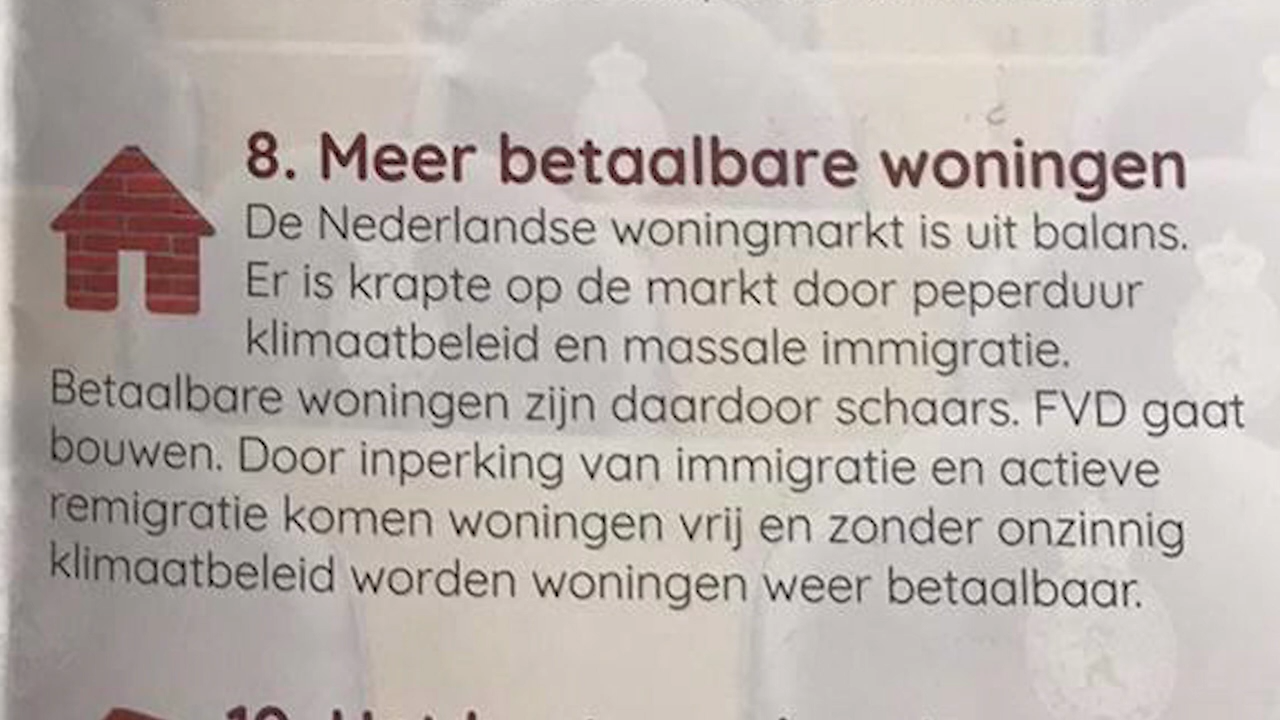 8. Meer betaalbare woningen
De Nederlandse woningmarkt is uit balans.
Er is krapte op de markt door peperduur
klimaatbeleid en massale immigratie.
Betaalbare woningen zijn daardoor schaars. FVD gaat
bouwen. Door inperking van immigratie en actieve
remigratie komen woningen vrij en zonder onzinnig
klimaatbeleid worden woningen weer betaalbaar.